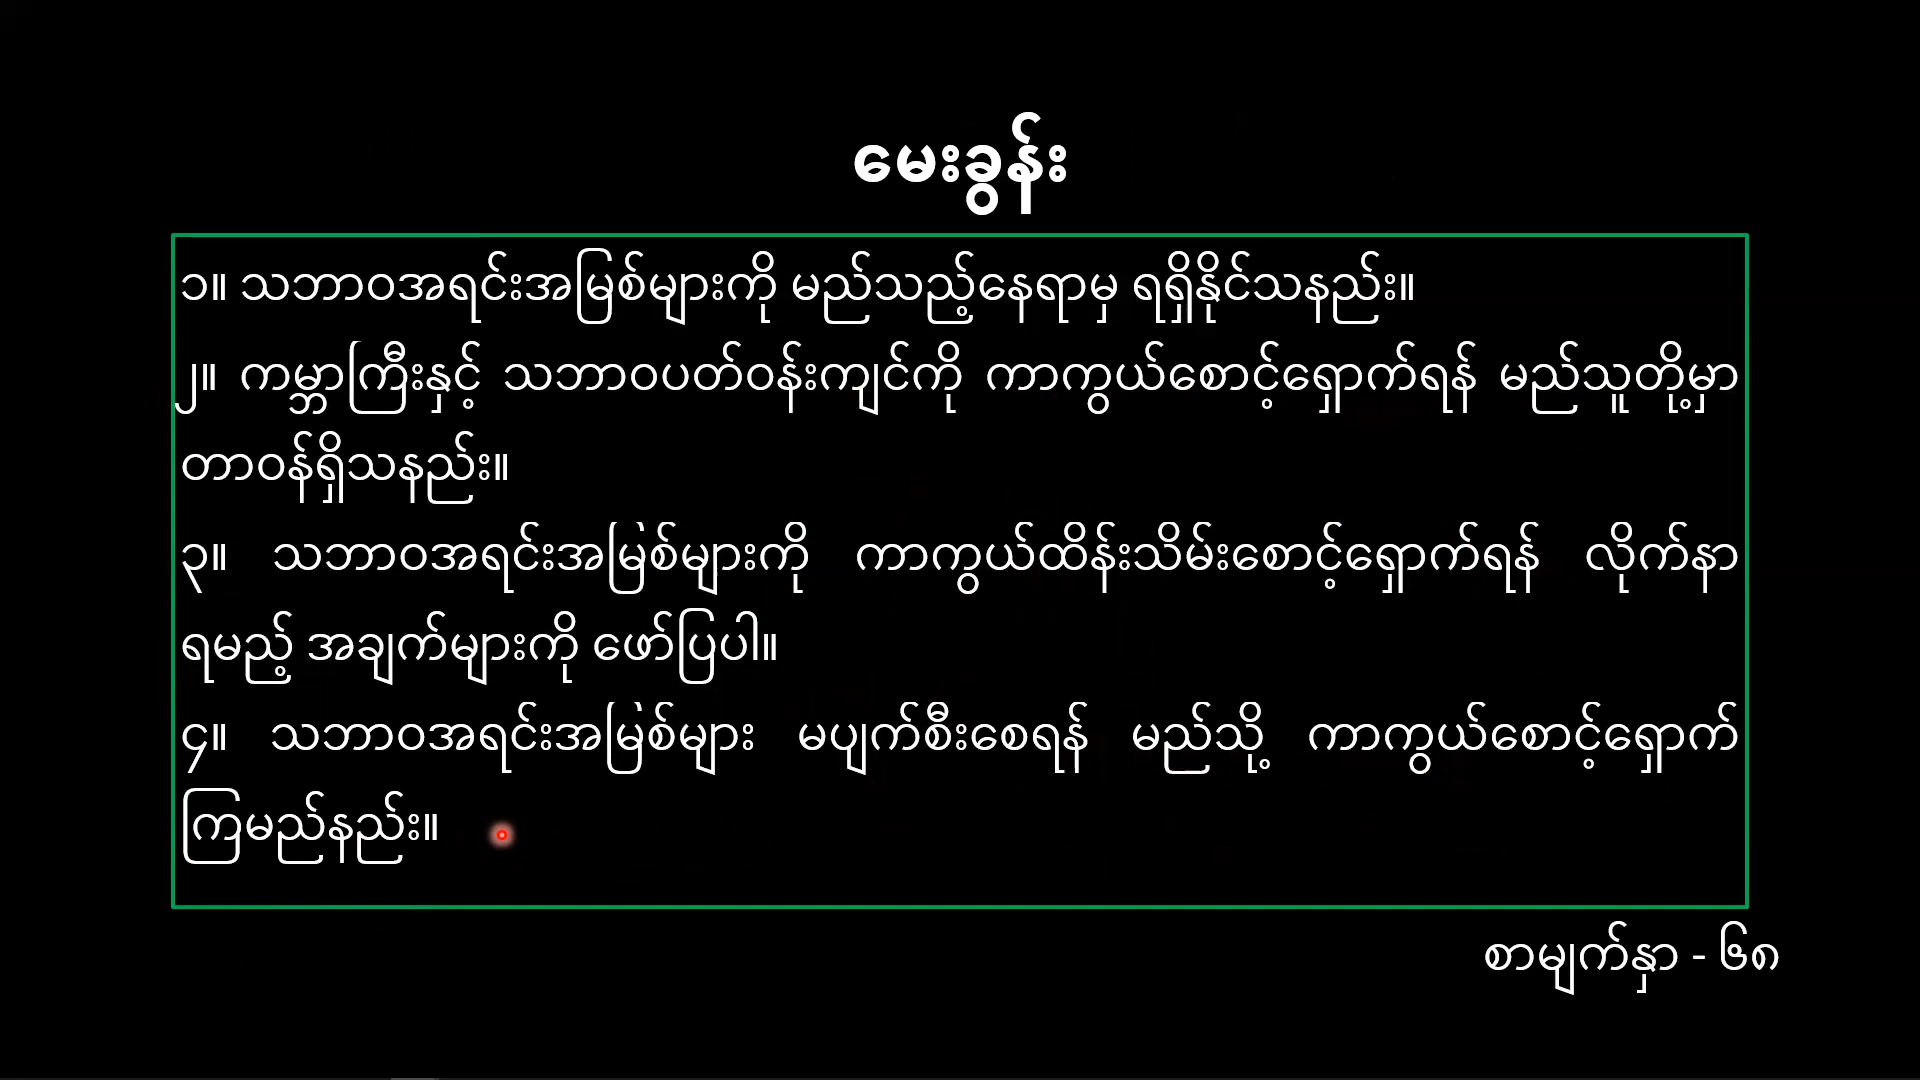 မေးခွန်း
၁။ သဘာဝအရင်းအမြစ်များကို မည်သည့်နေရာမှ ရရှိနိုင်သနည်း။
၂။ ကမ္ဘာကြီးနှင့် သဘာဝပတ်ဝန်းကျင်ကို ကာကွယ်စောင့်ရှောက်ရန် မည်သူတို့မှာ
တာဝန်ရှိသနည်း။
၃။ သဘာဝအရင်းအမြစ်များကို ကာကွယ်ထိန်းသိမ်းစောင့်ရှောက်ရန် လိုက်နာ
ရမည့် အချက်များကို ဖော်ပြပါ။
၄။ သဘာဝအရင်းအမြစ်များ မပျက်စီးစေရန် မည်သို့ ကာကွယ်စောင့်ရှောက်
ကြမည်နည်း။
စာမျက်နှာ - ၆၈